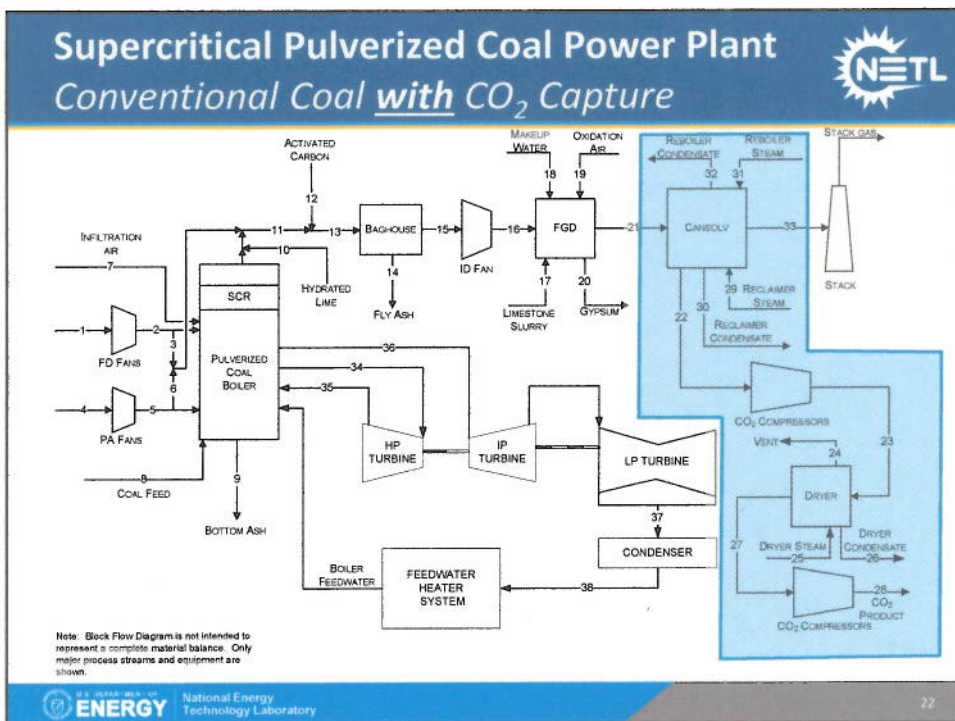 Supercritical Pulverized Coal Power Plant
Conventional Coal with CO2 Capture
NETL
ACTIVATED
CARBON
12
MAKEUP
WATER
18
OXIDATION
AIR
19
REBOILER
CONDENSATE
32
REBOILER
STEAM
31
STACK GAS
INFILTRATION
AIR
7
11
10
13
BAGHOUSE
15
ID FAN
16
FGD
21
CANSOLV
33
STACK
14
FLY ASH
HYDRATED
LIME
17
LIMESTONE
SLURRY
20
GYPSUM
22
30
29
RECLAIMER
STEAM
RECLAIMER
CONDENSATE
SCR
1
FD FANS
2
3
6
4
PA FANS
5
PULVERIZED
COAL
BOILER
36
34
35
HP
TURBINE
IP
TURBINE
LP TURBINE
CO2 COMPRESSORS
23
VENT
24
DRYER
8
COAL FEED
9
BOTTOM ASH
37
CONDENSER
27
DRYER STEAM
25
DRYER
CONDENSATE
26
BOILER
FEEDWATER
FEEDWATER
HEATER
SYSTEM
38
28
CO2
PRODUCT
CO2 COMPRESSORS
Note: Block Flow Diagram is not intended to
represent a complete material balance. Only
major process streams and equipment are
shown.
U.S. DEPARTMENT OF
ENERGY
National Energy
Technology Laboratory
22